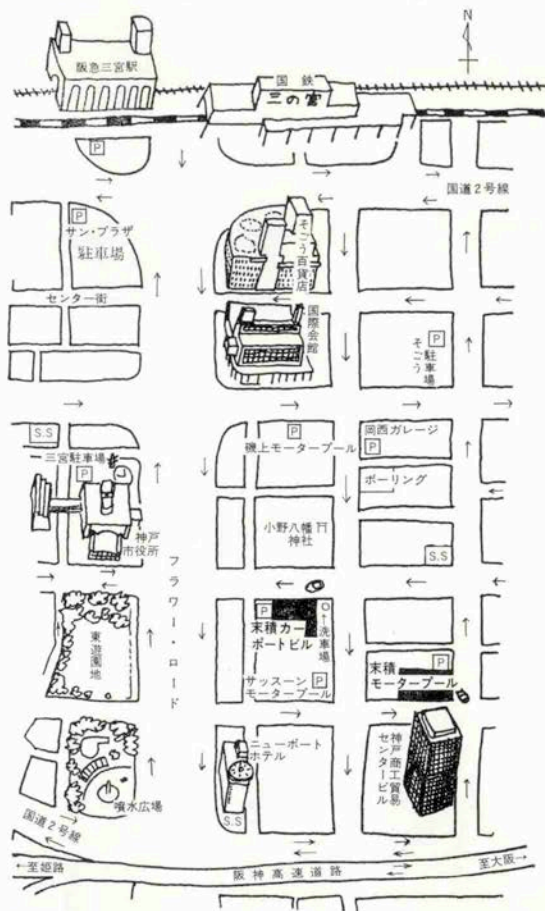 N
阪急三宮駅
国鉄
三の宮
P
国道2号線
P
サン・プラザ
駐車場
そごう百貨店
センター街
国際会館
P
そごう
駐車場
S.S
三宮駐車場
P
P
磯上モータープール
岡西ガレージ
P
ボーリング
神戸
市役所
小野八幡
神社
S.S
フラワー・ロード
東遊園地
P
末積カー
ポートビル
←洗車場
サッスーン
モータープール
P
P
末積
モータープール
ニューポート
ホテル
S.S
神戸商工貿易
センタービル
噴水広場
国道2号線
←至姫路
阪神高速道路
至大阪→